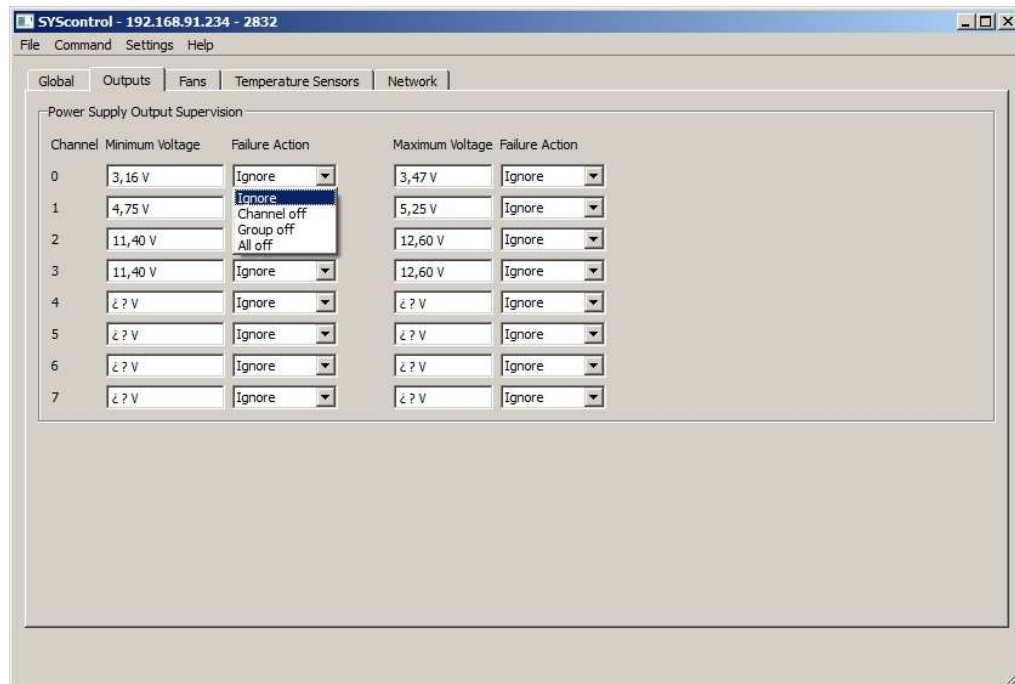 SYScontrol - 192.168.91.234 - 2832
File Command Settings Help
Global Outputs Fans Temperature Sensors Network
Power Supply Output Supervision
Channel Minimum Voltage Failure Action Maximum Voltage Failure Action
0 3,16 V Ignore 3,47 V Ignore
Ignore
1 4,75 V Channel off 5,25 V Ignore
Group off
2 11,40 V All off 12,60 V Ignore
3 11,40 V Ignore 12,60 V Ignore
4 ¿ ? V Ignore ¿ ? V Ignore
5 ¿ ? V Ignore ¿ ? V Ignore
6 ¿ ? V Ignore ¿ ? V Ignore
7 ¿ ? V Ignore ¿ ? V Ignore